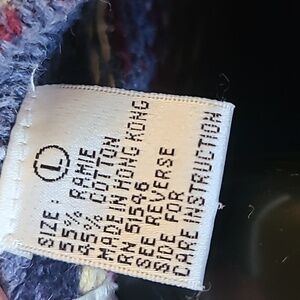 SIZE: L
55% RAMIE
45% COTTON
MADE IN HONG KONG
RN 51546
SEE REVERSE
SIDE FOR
CARE INSTRUCTION